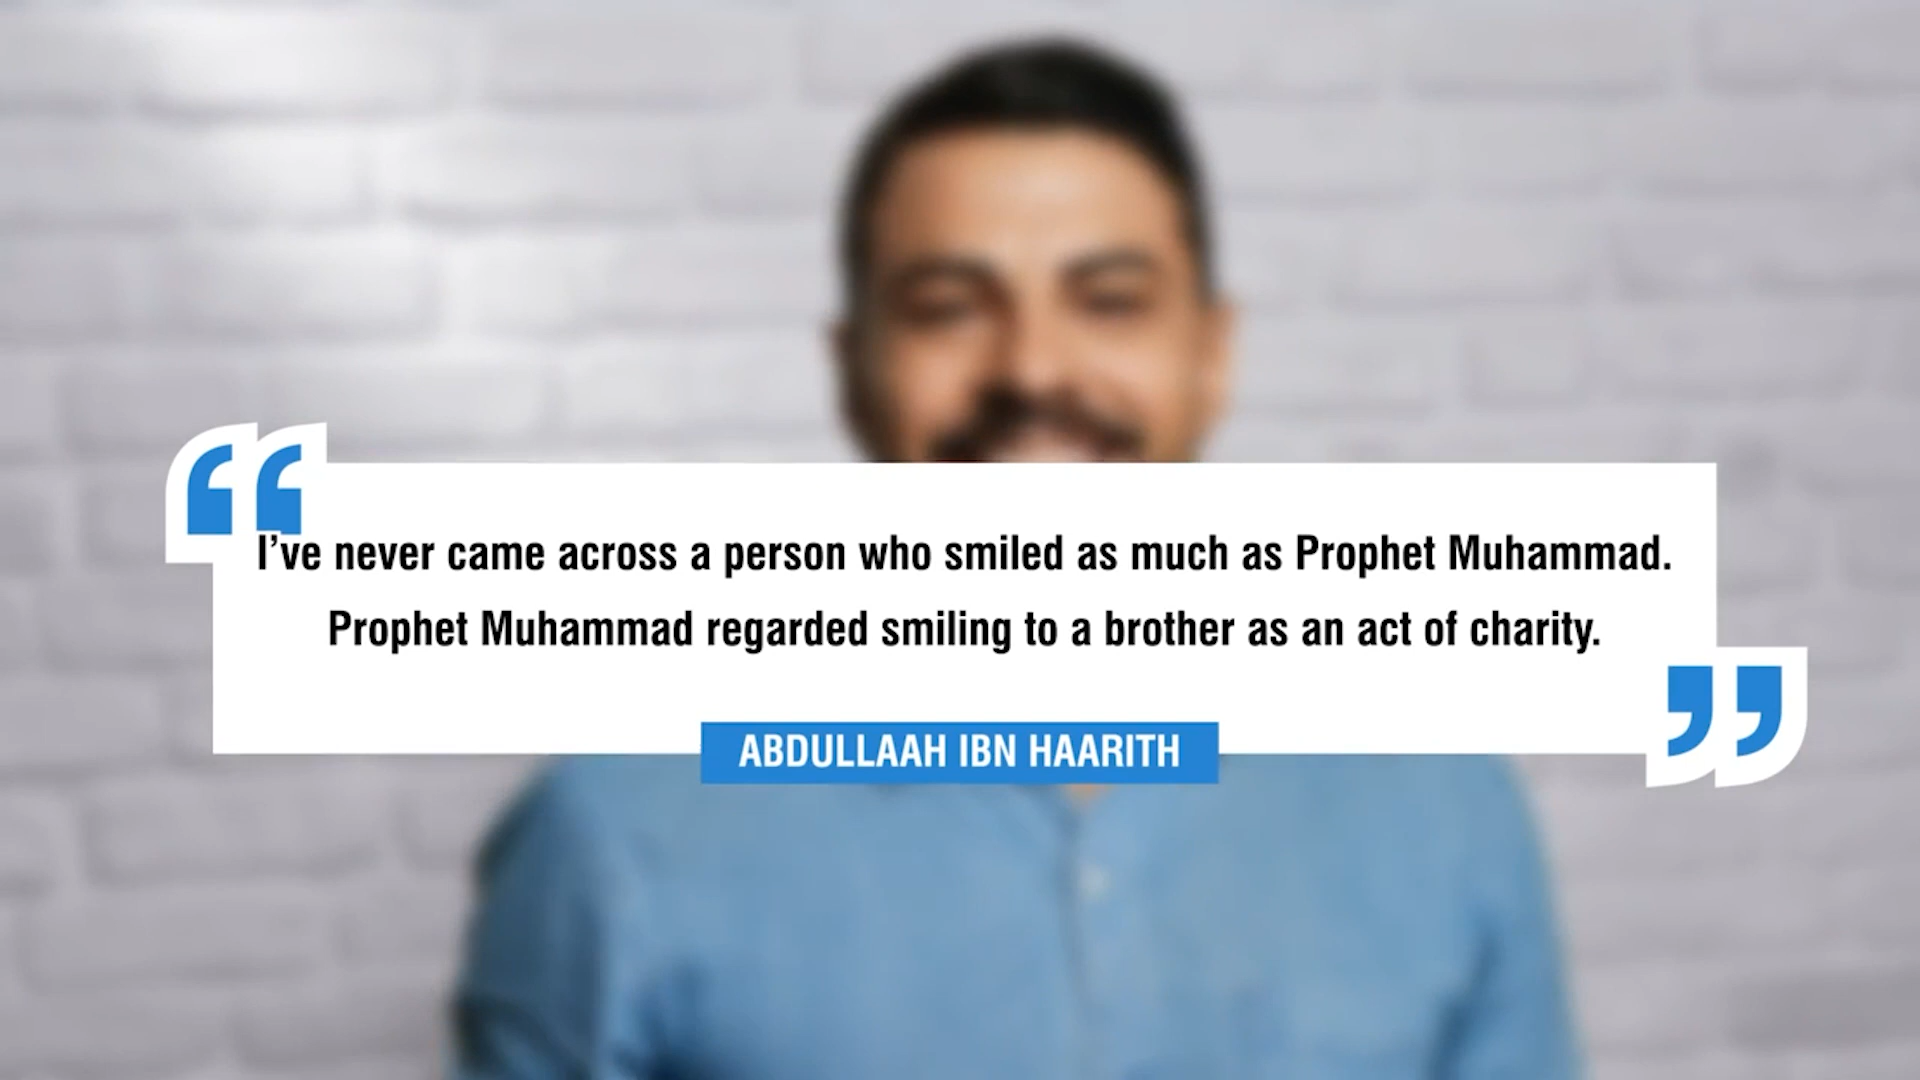 “I’ve never came across a person who smiled as much as Prophet Muhammad.
Prophet Muhammad regarded smiling to a brother as an act of charity.”
ABDULLAAH IBN HAARITH